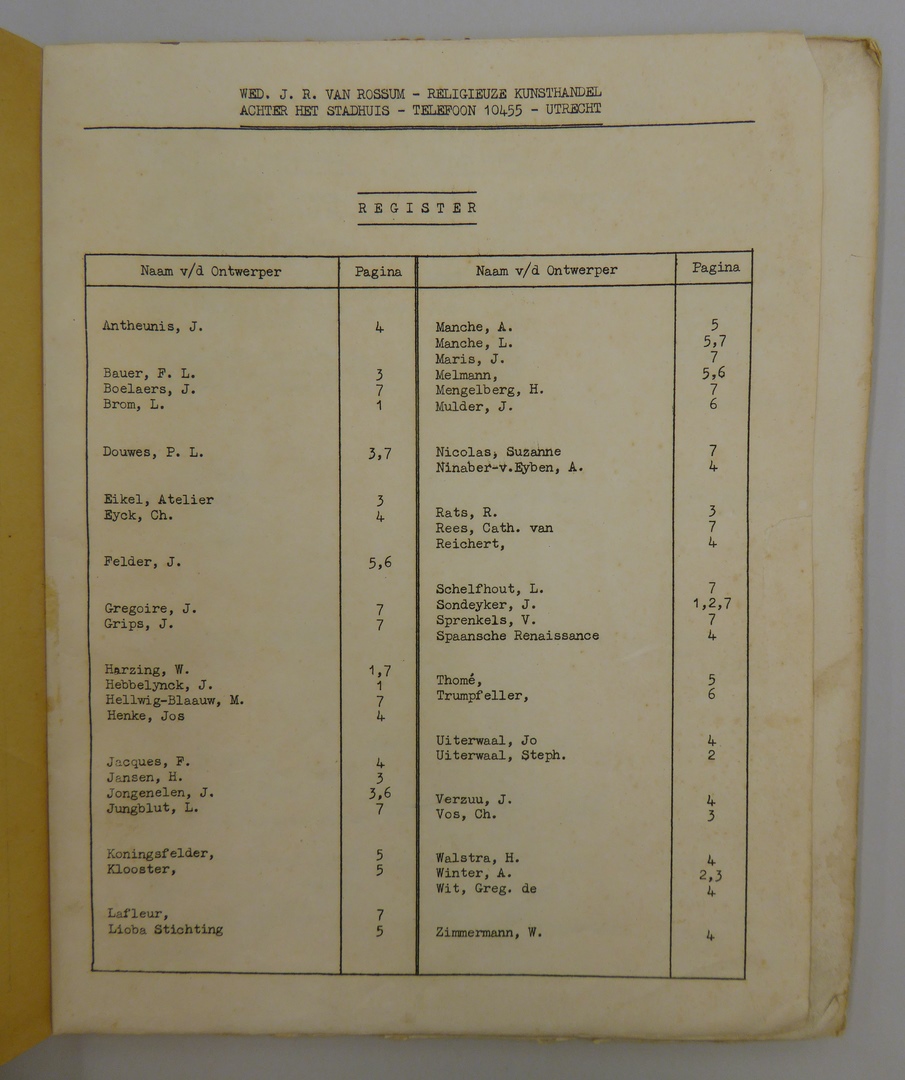 WED. J. R. VAN ROSSUM - RELIGIEUZE KUNSTHANDEL
ACHTER HET STADHUIS - TELEFOON 10455 - UTRECHT
R E G I S T E R
Naam v/d Ontwerper Pagina
Antheunis, J. 4
Bauer, F. L. 3
Boelaers, J. 7
Brom, L. 1
Douwes, P. L. 3,7
Eikel, Atelier 3
Eyck, Ch. 4
Felder, J. 5,6
Gregoire, J. 7
Grips, J. 7
Harzing, W. 1,7
Hebbelynck, J. 1
Hellwig-Blaauw, M. 7
Henke, Jos 4
Jacques, F. 4
Jansen, H. 3
Jongenelen, J. 3,6
Jungblut, L. 7
Koningsfelder, 5
Klooster, 5
Lafleur, 7
Lioba Stichting 5
Naam v/d Ontwerper Pagina
Manche, A. 5
Manche, L. 5,7
Maris, J. 7
Melmann, 5,6
Mengelberg, H. 7
Mulder, J. 6
Nicolas, Suzanne 7
Ninaber-v.Eyben, A. 4
Rats, R. 3
Rees, Cath. van 7
Reichert, 4
Schelfhout, L. 7
Sondeyker, J. 1,2,7
Sprenkels, V. 7
Spaansche Renaissance 4
Thomé, 5
Trumpfeller, 6
Uiterwaal, Jo 4
Uiterwaal, Steph. 2
Verzuu, J. 4
Vos, Ch. 3
Walstra, H. 4
Winter, A. 2,3
Wit, Greg. de 4
Zimmermann, W. 4